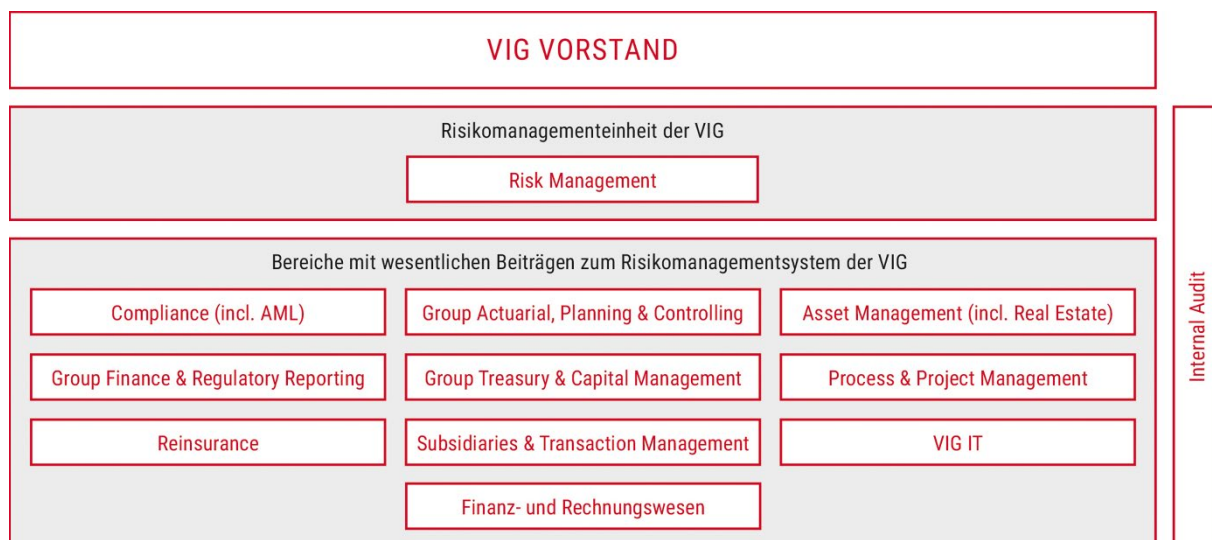 VIG VORSTAND
Risikomanagementeinheit der VIG
Risk Management
Bereiche mit wesentlichen Beiträgen zum Risikomanagementsystem der VIG
Compliance (incl. AML)
Group Actuarial, Planning & Controlling
Asset Management (incl. Real Estate)
Group Finance & Regulatory Reporting
Group Treasury & Capital Management
Process & Project Management
Reinsurance
Subsidiaries & Transaction Management
VIG IT
Finanz- und Rechnungswesen
Internal Audit